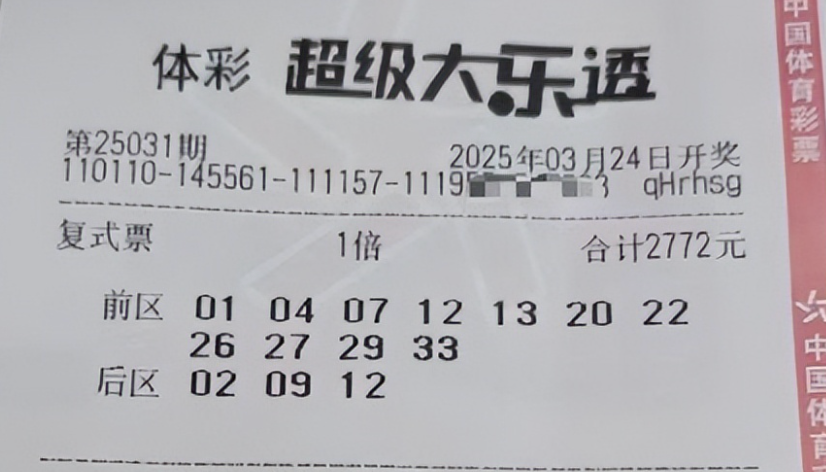 体彩 超级大乐透
第25031期
2025年03月24日开奖
110110-145561-111157-1119 qHrhsg
复式票 1倍 合计2772元
前区 01 04 07 12 13 20 22
26 27 29 33
后区 02 09 12
中国体育彩票
中国体育